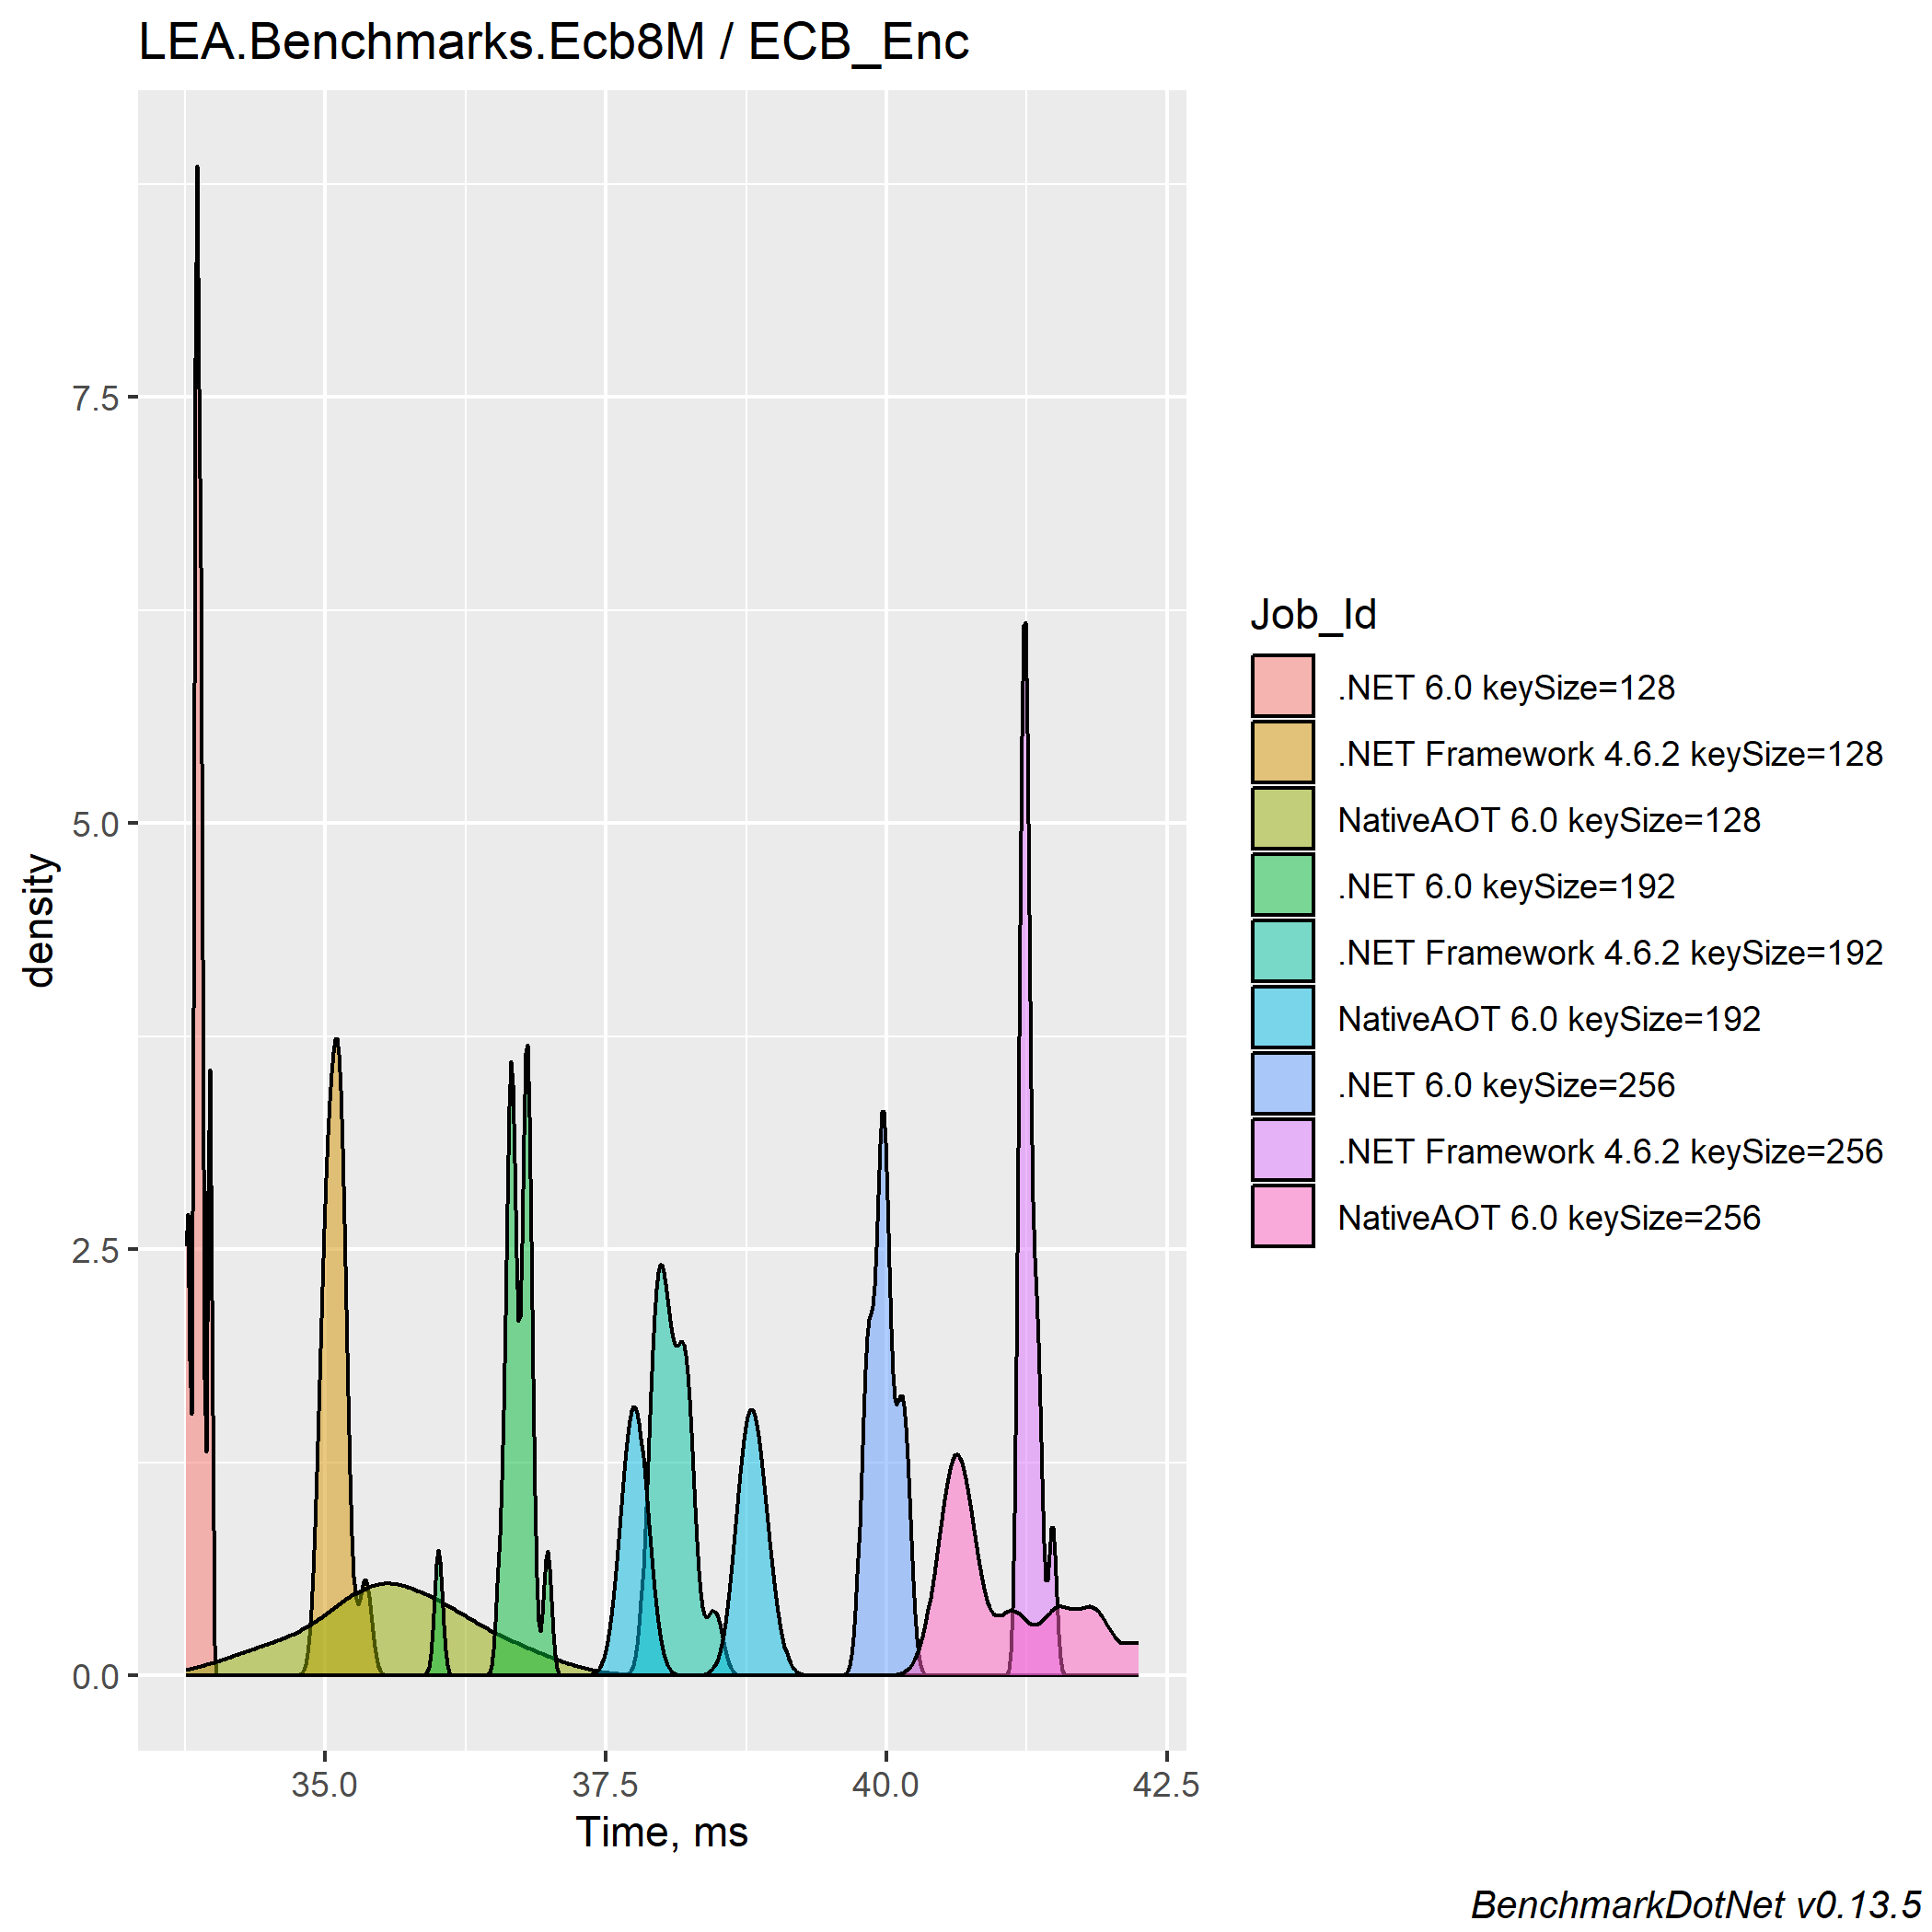 LEA.Benchmarks.Ecb8M / ECB_Enc
density
7.5
5.0
2.5
0.0
35.0
37.5
40.0
42.5
Time, ms
Job_Id
.NET 6.0 keySize=128
.NET Framework 4.6.2 keySize=128
NativeAOT 6.0 keySize=128
.NET 6.0 keySize=192
.NET Framework 4.6.2 keySize=192
NativeAOT 6.0 keySize=192
.NET 6.0 keySize=256
.NET Framework 4.6.2 keySize=256
NativeAOT 6.0 keySize=256
BenchmarkDotNet v0.13.5